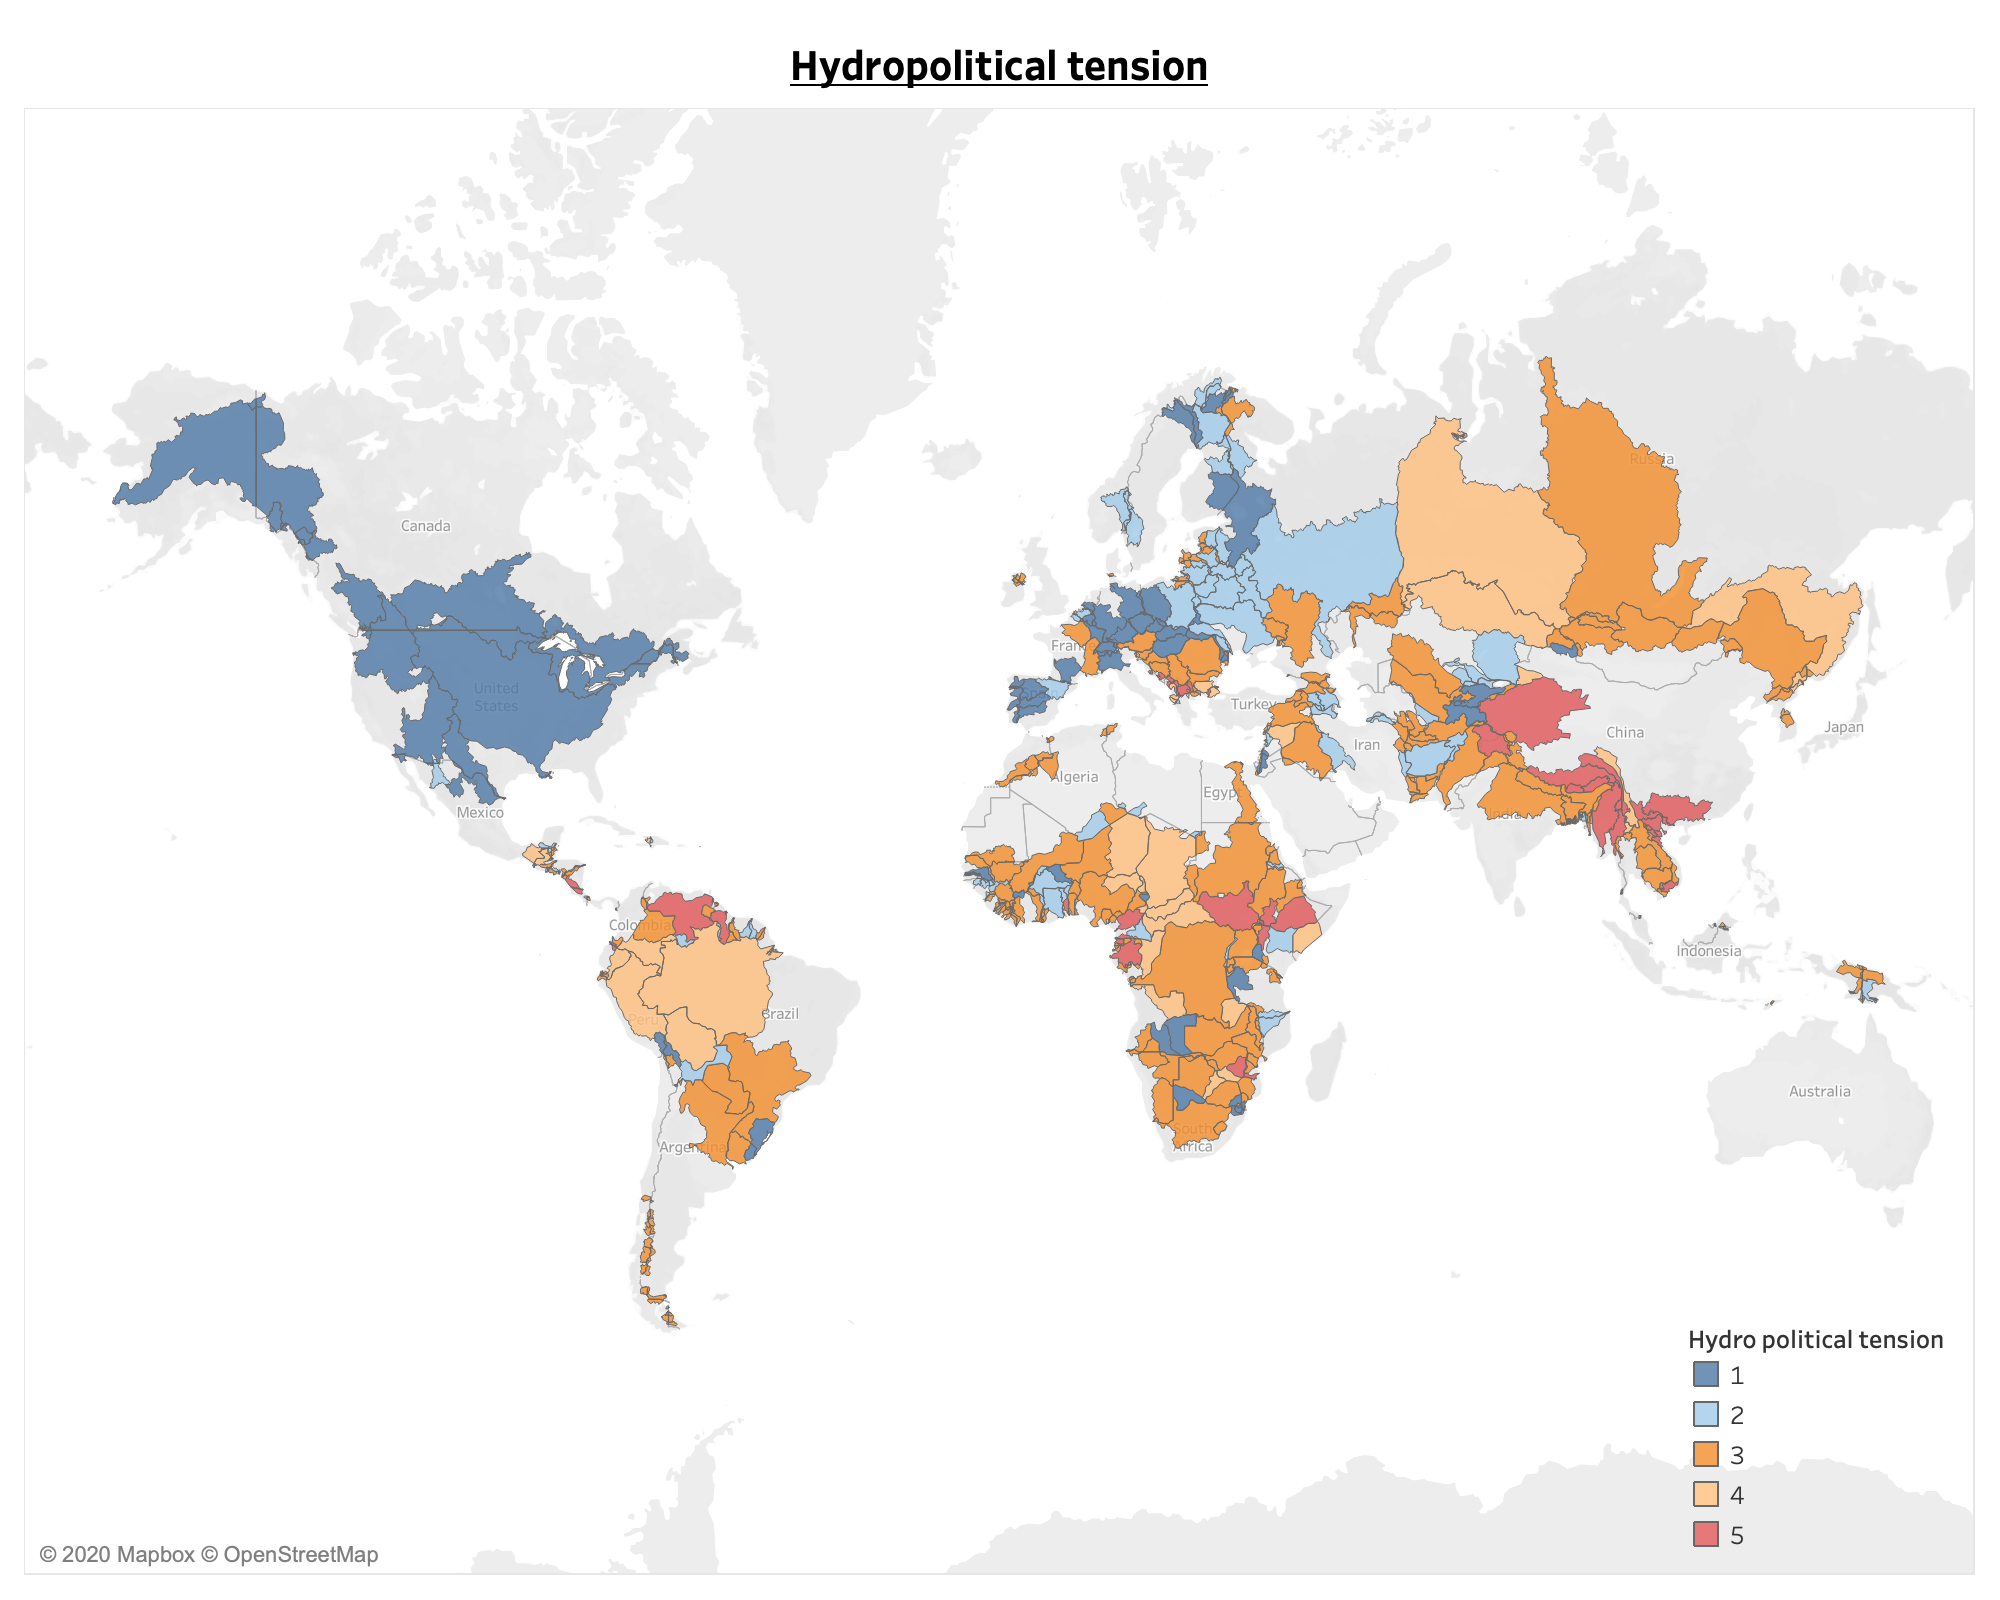 Hydropolitical tension
Russia
Canada
France
United
States
Turkey
Japan
China
Iran
Algeria
Egypt
Mexico
India
Colombia
Indonesia
Brazil
Peru
Australia
South
Africa
Argentina
Hydro political tension
1
2
3
4
5
© 2020 Mapbox © OpenStreetMap